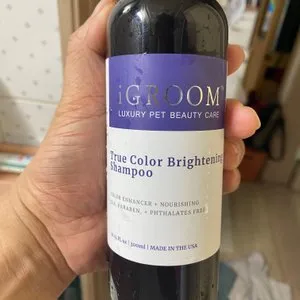 iGROOM
LUXURY PET BEAUTY CARE
True Color Brightening
Shampoo
COLOR ENHANCER + NOURISHING
PARABEN, + PHTHALATES FREE
MADE IN THE USA